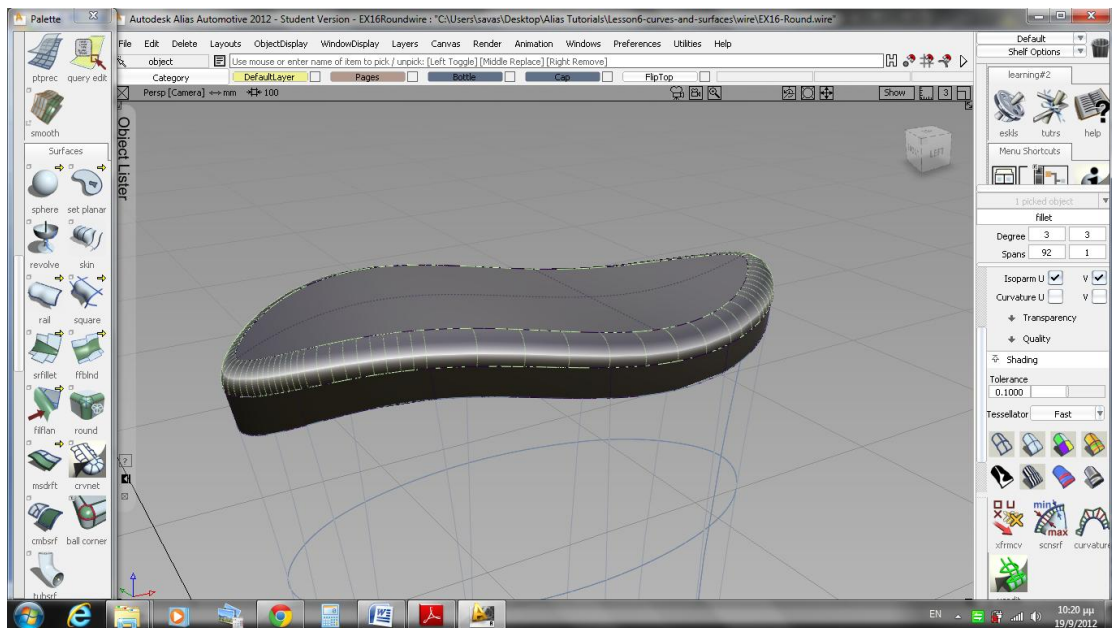 Palette
Autodesk Alias Automotive 2012 - Student Version - EX16Roundwire : "C:\Users\savas\Desktop\Alias Tutorials\Lesson6-curves-and-surfaces\wire\EX16-Round.wire"
File Edit Delete Layouts ObjectDisplay WindowDisplay Layers Canvas Render Animation Windows Preferences Utilities Help
object
Use mouse or enter name of item to pick / unpick: [Left Toggle] [Middle Replace] [Right Remove]
Category DefaultLayer Pages Bottle Cap FlipTop
Persp [Camera] <-> mm 100
Show
3
Object Lister
ptprec query edit
smooth
Surfaces
sphere set planar
revolve skin
rail square
srfillet ffblnd
filflan round
msdrft crvnet
cmbsrf ball corner
tubsrf
LEFT
?
Default
Shelf Options
learning#2
eskls tutrs help
Menu Shortcuts
1 picked object
fillet
Degree 3 3
Spans 92 1
Isoparm U V
Curvature U V
Transparency
Quality
Shading
Tolerance
0.1000
Tessellator Fast
min
max
xfrmcv scnsrf curvature
EN
10:20 μμ
19/9/2012